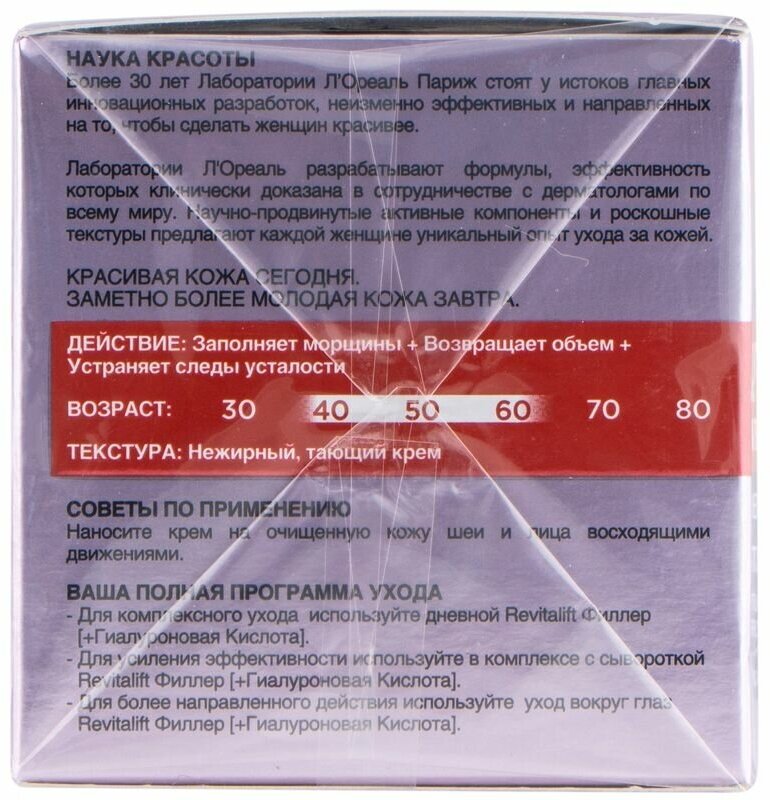 НАУКА КРАСОТЫ
Более 30 лет Лаборатории Л'Ореаль Париж стоят у истоков главных
инновационных разработок, неизменно эффективных и направленных
на то, чтобы сделать женщин красивее.
Лаборатории Л'Ореаль разрабатывают формулы, эффективность
которых клинически доказана в сотрудничестве с дерматологами по
всему миру. Научно-продвинутые активные компоненты и роскошные
текстуры предлагают каждой женщине уникальный опыт ухода за кожей.
КРАСИВАЯ КОЖА СЕГОДНЯ.
ЗАМЕТНО БОЛЕЕ МОЛОДАЯ КОЖА ЗАВТРА.
ДЕЙСТВИЕ: Заполняет морщины + Возвращает объем +
Устраняет следы усталости
ВОЗРАСТ: 30 40 50 60 70 80
ТЕКСТУРА: Нежирный, тающий крем
СОВЕТЫ ПО ПРИМЕНЕНИЮ
Наносите крем на очищенную кожу шеи и лица восходящими
движениями.
ВАША ПОЛНАЯ ПРОГРАММА УХОДА
- Для комплексного ухода используйте дневной Revitalift Филлер
[+Гиалуроновая Кислота].
- Для усиления эффективности используйте в комплексе с сывороткой
Revitalift Филлер [+Гиалуроновая Кислота].
- Для более направленного действия используйте уход вокруг глаз
Revitalift Филлер [+Гиалуроновая Кислота].